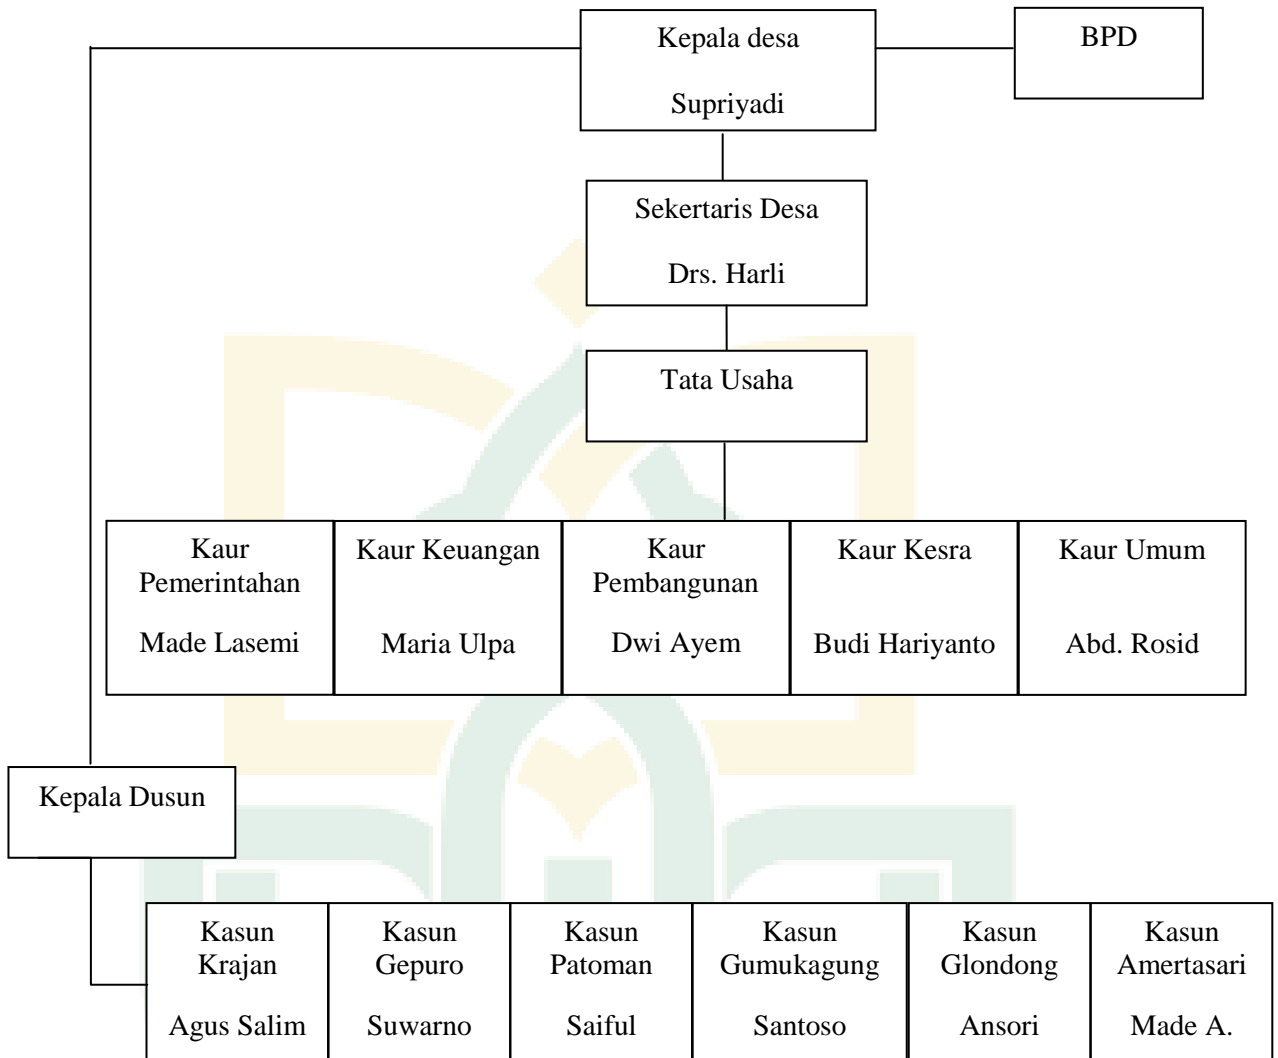 Kepala desa
Supriyadi
BPD
Sekertaris Desa
Drs. Harli
Tata Usaha
Kaur
Pemerintahan
Made Lasemi
Kaur Keuangan
Maria Ulpa
Kaur
Pembangunan
Dwi Ayem
Kaur Kesra
Budi Hariyanto
Kaur Umum
Abd. Rosid
Kepala Dusun
Kasun
Krajan
Agus Salim
Kasun
Gepuro
Suwarno
Kasun
Patoman
Saiful
Kasun
Gumukagung
Santoso
Kasun
Glondong
Ansori
Kasun
Amertasari
Made A.